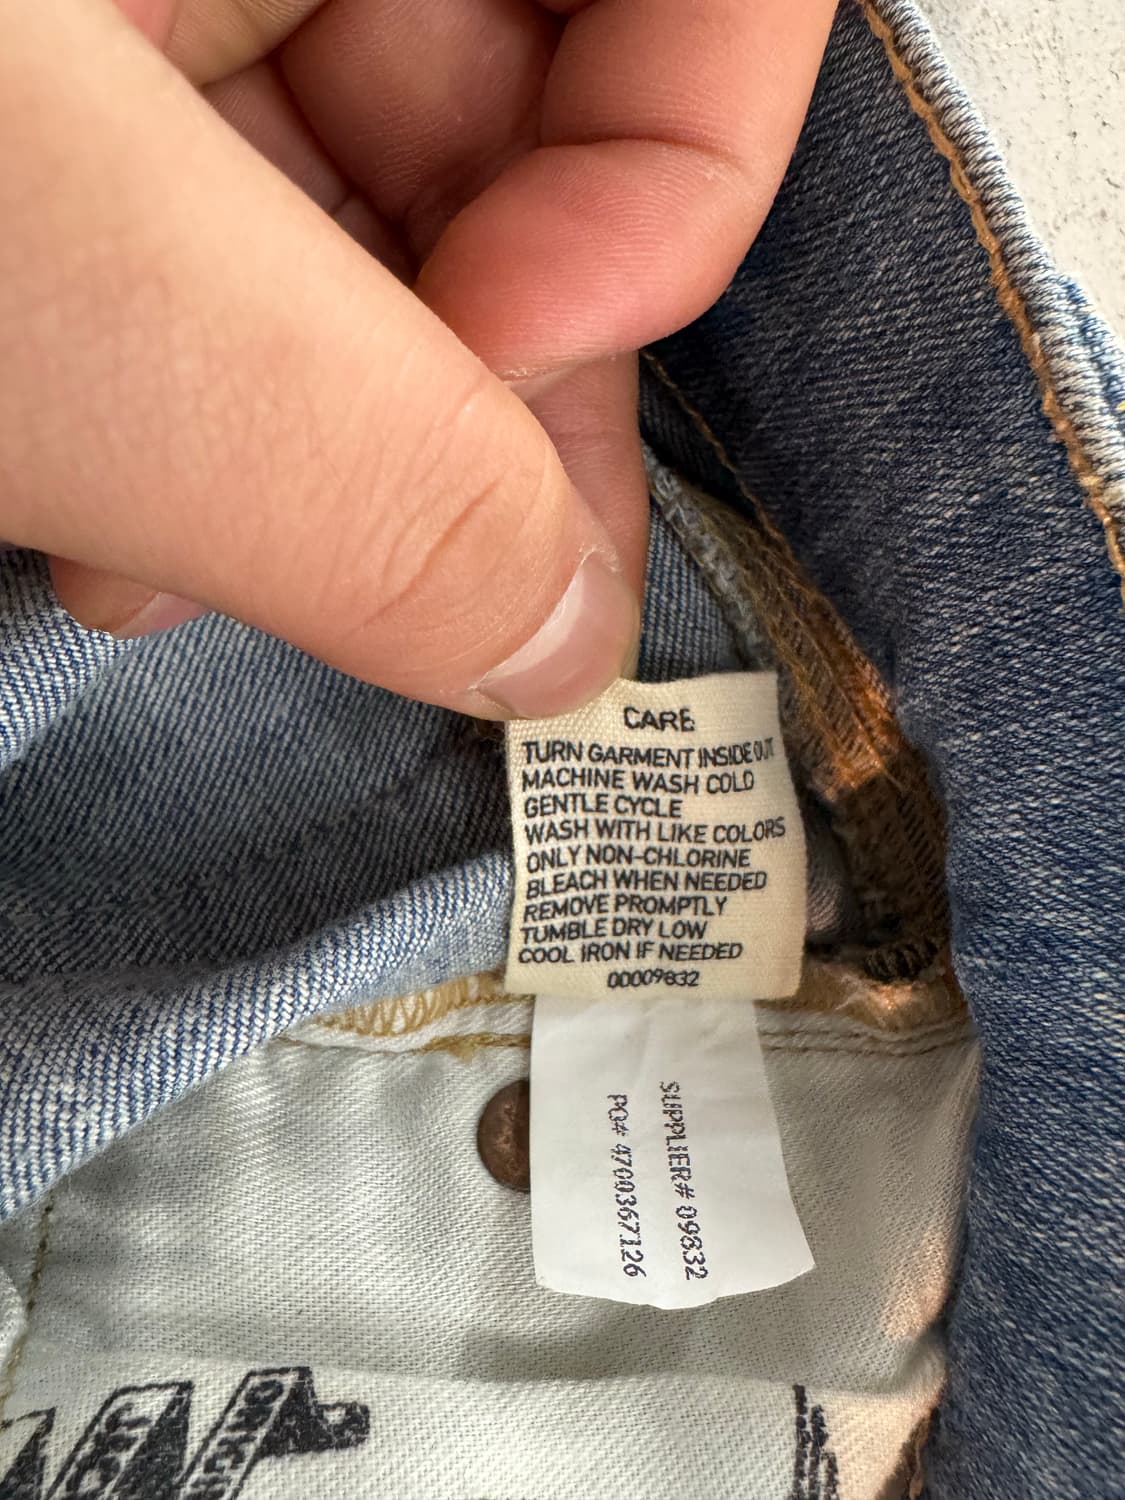 CARE
TURN GARMENT INSIDE OUT
MACHINE WASH COLD
GENTLE CYCLE
WASH WITH LIKE COLORS
ONLY NON-CHLORINE
BLEACH WHEN NEEDED
REMOVE PROMPTLY
TUMBLE DRY LOW
COOL IRON IF NEEDED
00009832
SUPPLIER# 09832
PO# 4700367126